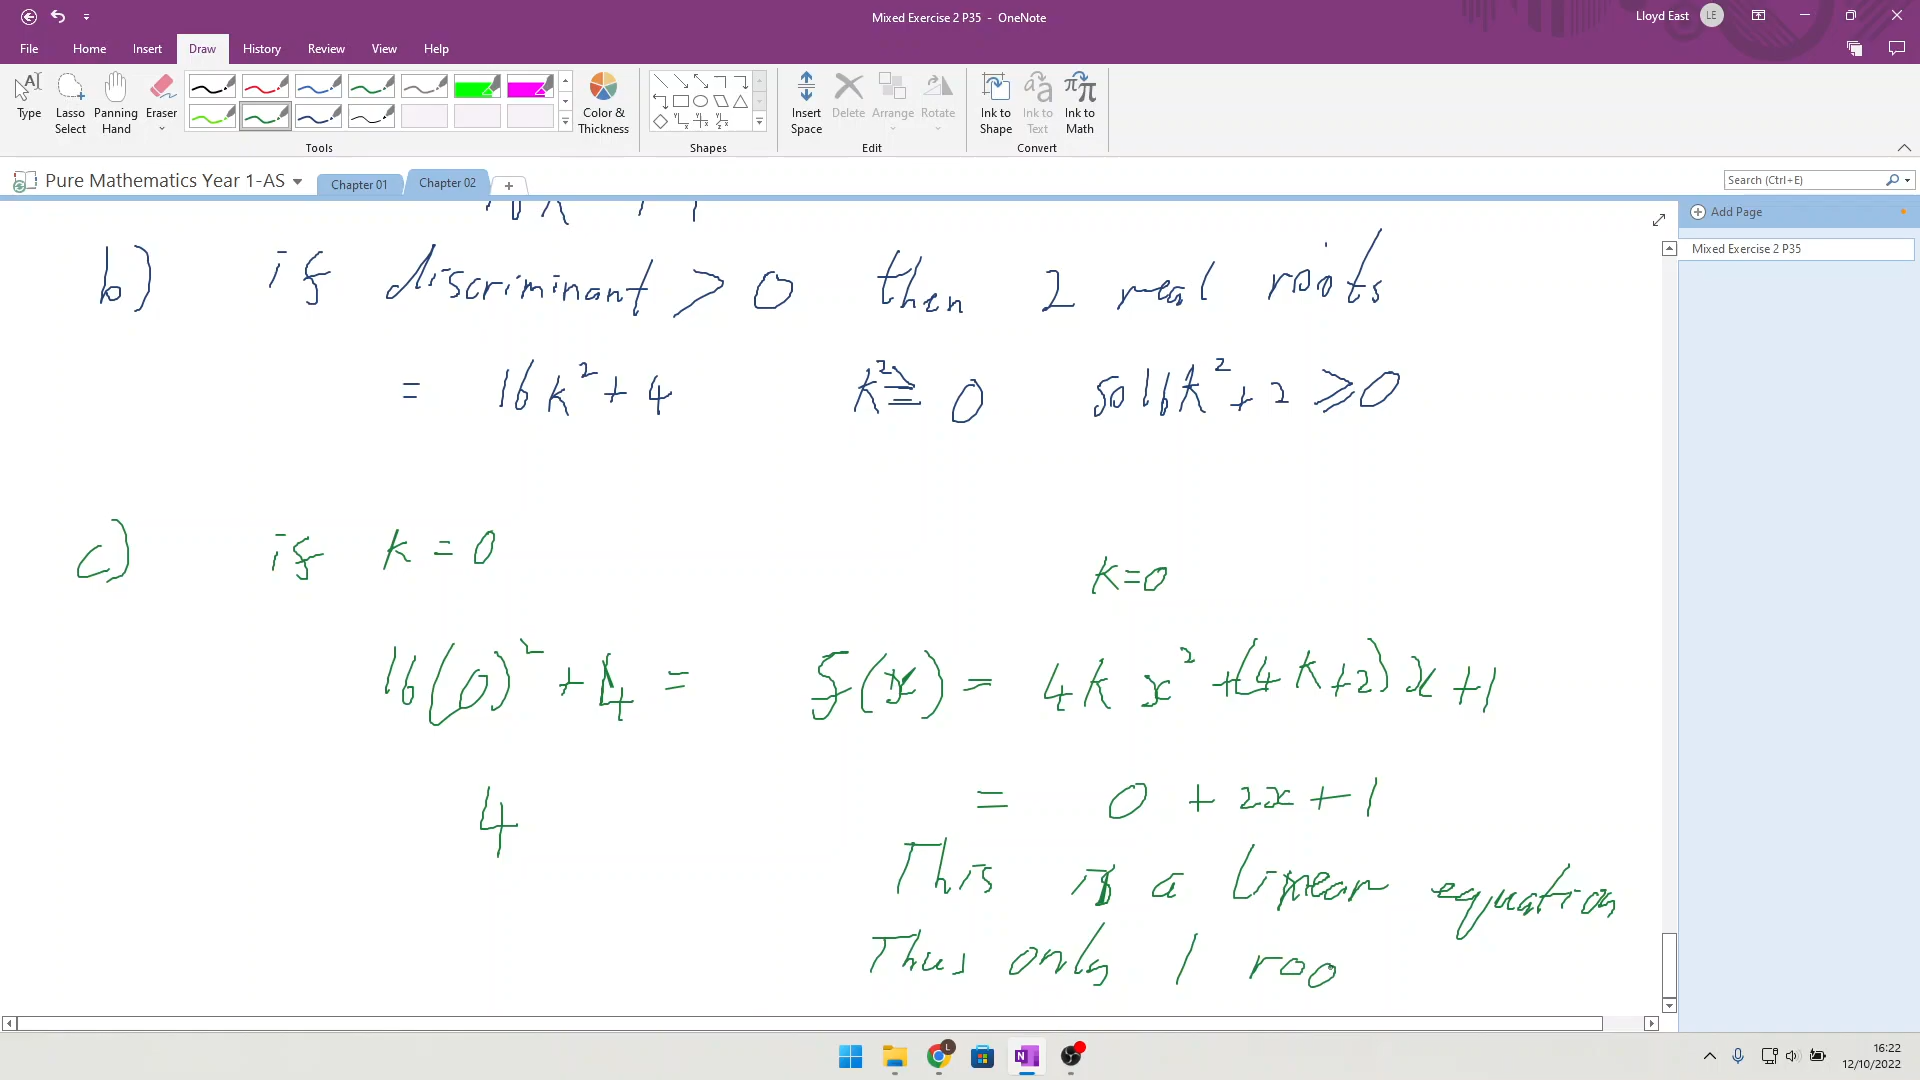 Mixed Exercise 2 P35 - OneNote
Lloyd East LE
File Home Insert Draw History Review View Help
Type Lasso Select Panning Hand Eraser Color & Thickness Insert Space Delete Arrange Rotate Ink to Shape Ink to Text Ink to Math
Tools Shapes Edit Convert
Pure Mathematics Year 1-AS Chapter 01 Chapter 02 + Search (Ctrl+E)
Add Page
Mixed Exercise 2 P35
b) if discriminant > 0 then 2 real roots
= 16k² + 4 k² ≥ 0 so 16k² + 2 ≥ 0
c) if k = 0
k = 0
16(0)² + 4 = f(x) = 4kx² + (4k+2)x + 1
4 = 0 + 2x + 1
This is a linear equation
Thus only 1 roo
16:22
12/10/2022